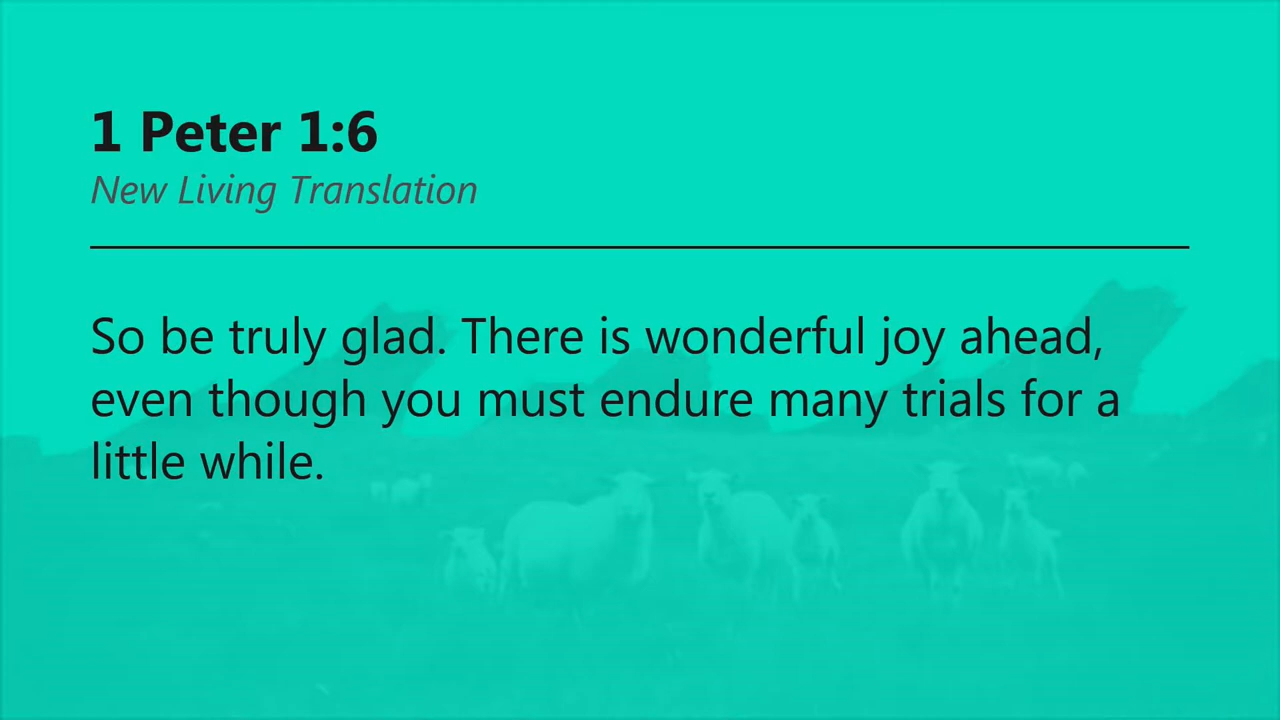 1 Peter 1:6
New Living Translation
So be truly glad. There is wonderful joy ahead,
even though you must endure many trials for a
little while.